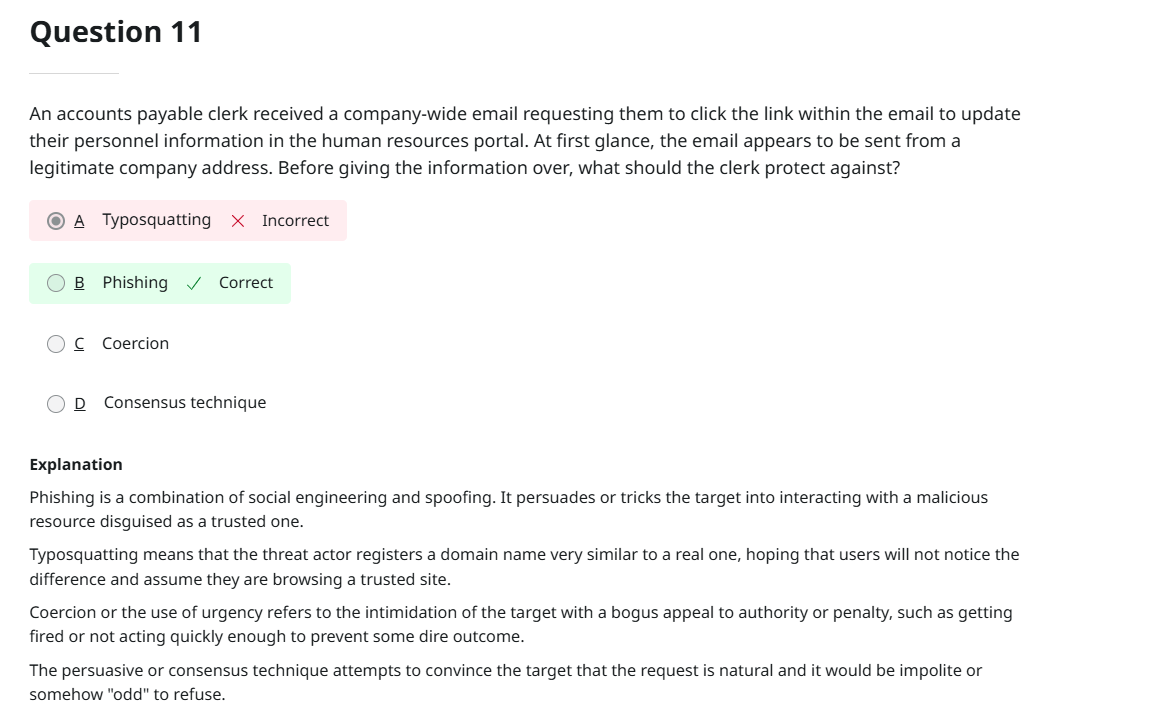 Question 11
An accounts payable clerk received a company-wide email requesting them to click the link within the email to update
their personnel information in the human resources portal. At first glance, the email appears to be sent from a
legitimate company address. Before giving the information over, what should the clerk protect against?
A Typosquatting Incorrect
B Phishing Correct
C Coercion
D Consensus technique
Explanation
Phishing is a combination of social engineering and spoofing. It persuades or tricks the target into interacting with a malicious
resource disguised as a trusted one.
Typosquatting means that the threat actor registers a domain name very similar to a real one, hoping that users will not notice the
difference and assume they are browsing a trusted site.
Coercion or the use of urgency refers to the intimidation of the target with a bogus appeal to authority or penalty, such as getting
fired or not acting quickly enough to prevent some dire outcome.
The persuasive or consensus technique attempts to convince the target that the request is natural and it would be impolite or
somehow "odd" to refuse.